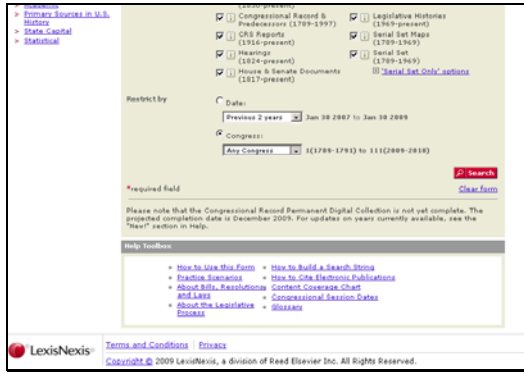 Academic
(1830-present)
> Primary Sources in U.S. History
> State Capital
> Statistical
Congressional Record & Predecessors (1789-1997)
Legislative Histories (1969-present)
CRS Reports (1916-present)
Serial Set Maps (1789-1969)
Hearings (1824-present)
Serial Set (1789-1969)
House & Senate Documents (1817-present)
'Serial Set Only' options
Restrict by
Date:
Previous 2 years Jan 30 2007 to Jan 30 2009
Congress:
Any Congress 1(1789-1791) to 111(2009-2010)
Search
*required field
Clear form
Please note that the Congressional Record Permanent Digital Collection is not yet complete. The
projected completion date is December 2009. For updates on years currently available, see the
"New!" section in Help.
Help Toolbox
How to Use this Form
How to Build a Search String
Practice Scenarios
How to Cite Electronic Publications
About Bills, Resolutions and Laws
Content Coverage Chart
Congressional Session Dates
About the Legislative Process
Glossary
LexisNexis®
Terms and Conditions | Privacy
Copyright © 2009 LexisNexis, a division of Reed Elsevier Inc. All Rights Reserved.